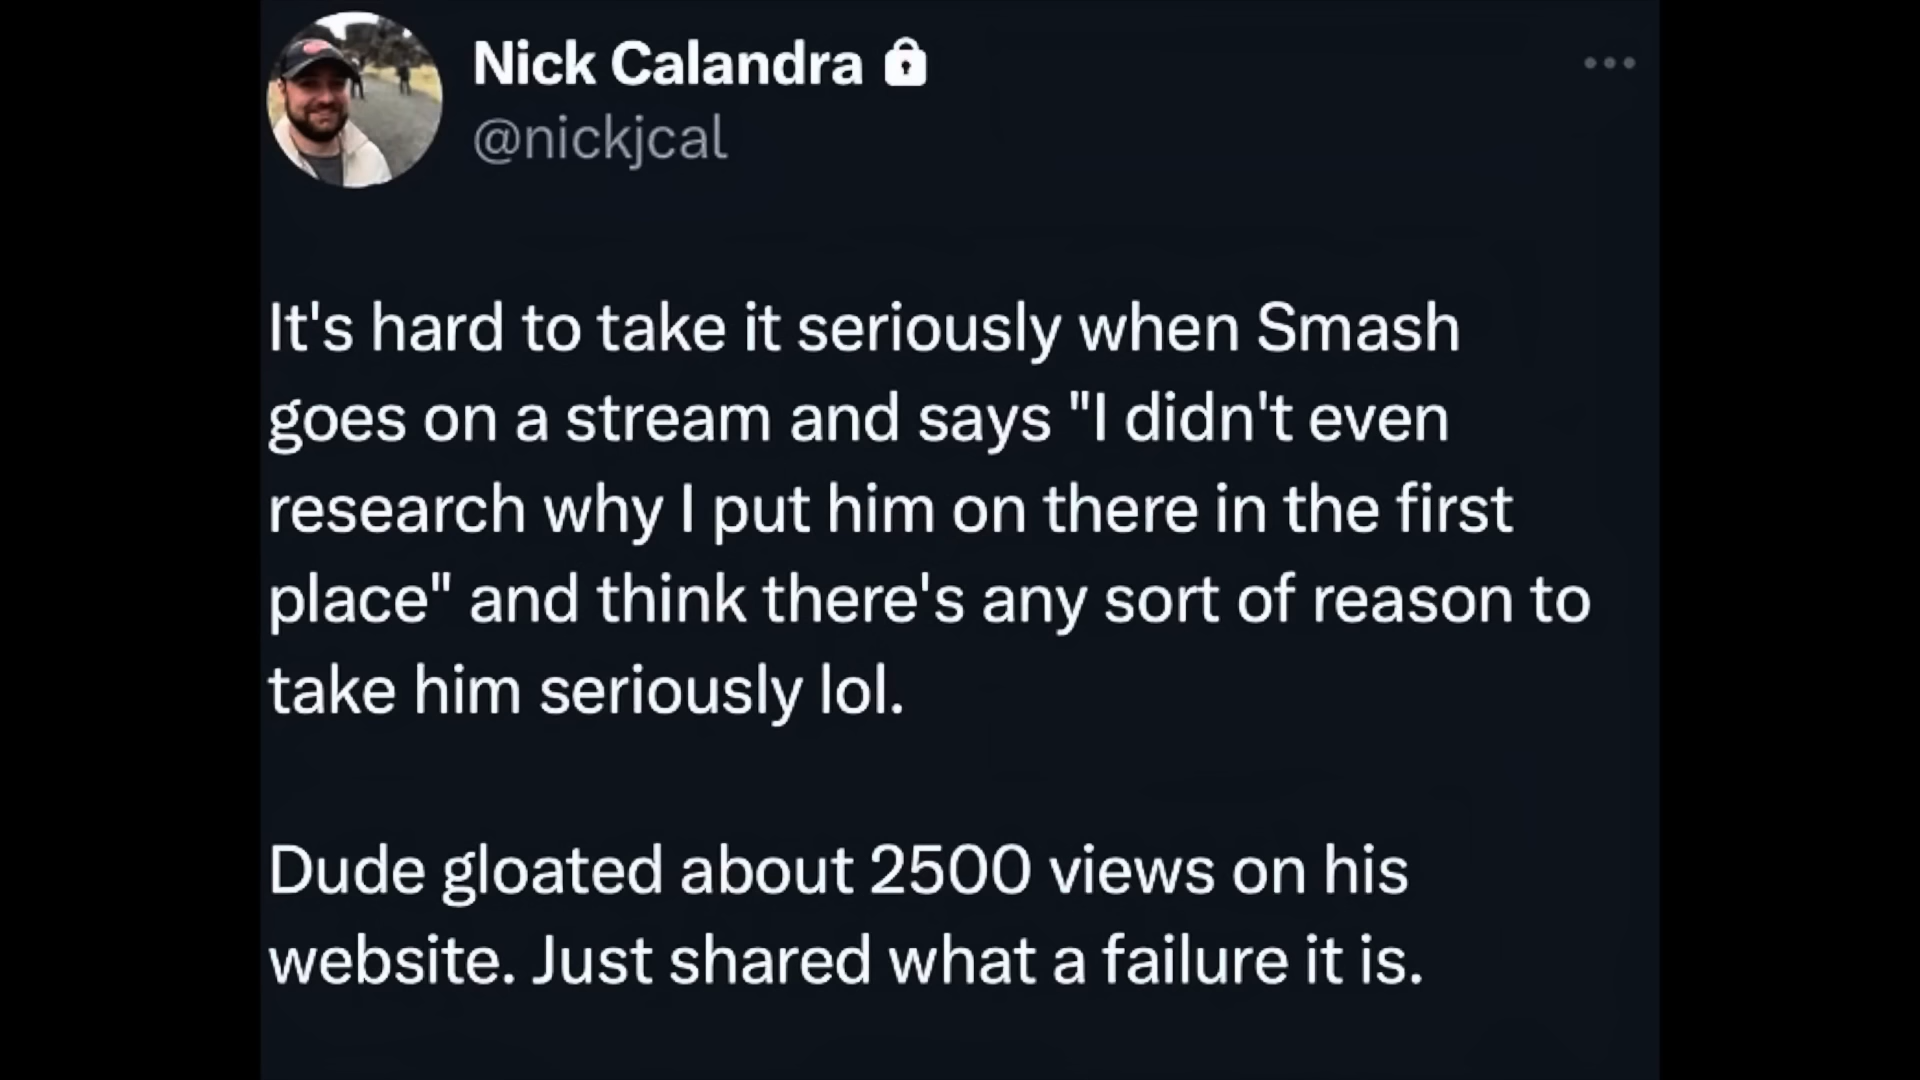 Nick Calandra
@nickjcal
It's hard to take it seriously when Smash
goes on a stream and says "I didn't even
research why I put him on there in the first
place" and think there's any sort of reason to
take him seriously lol.
Dude gloated about 2500 views on his
website. Just shared what a failure it is.